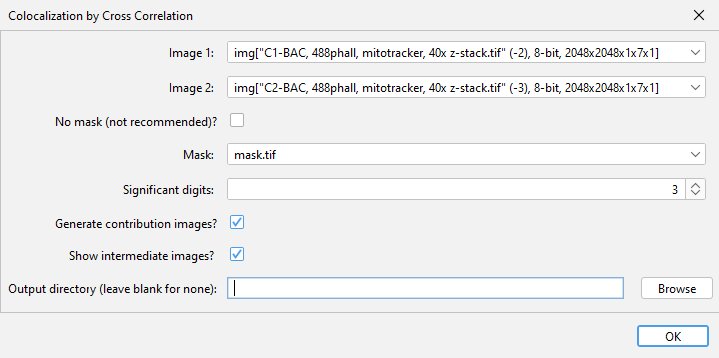 Colocalization by Cross Correlation
Image 1: img["C1-BAC, 488phall, mitotracker, 40x z-stack.tif" (-2), 8-bit, 2048x2048x1x7x1]
Image 2: img["C2-BAC, 488phall, mitotracker, 40x z-stack.tif" (-3), 8-bit, 2048x2048x1x7x1]
No mask (not recommended)?
Mask: mask.tif
Significant digits: 3
Generate contribution images?
Show intermediate images?
Output directory (leave blank for none): Browse
OK